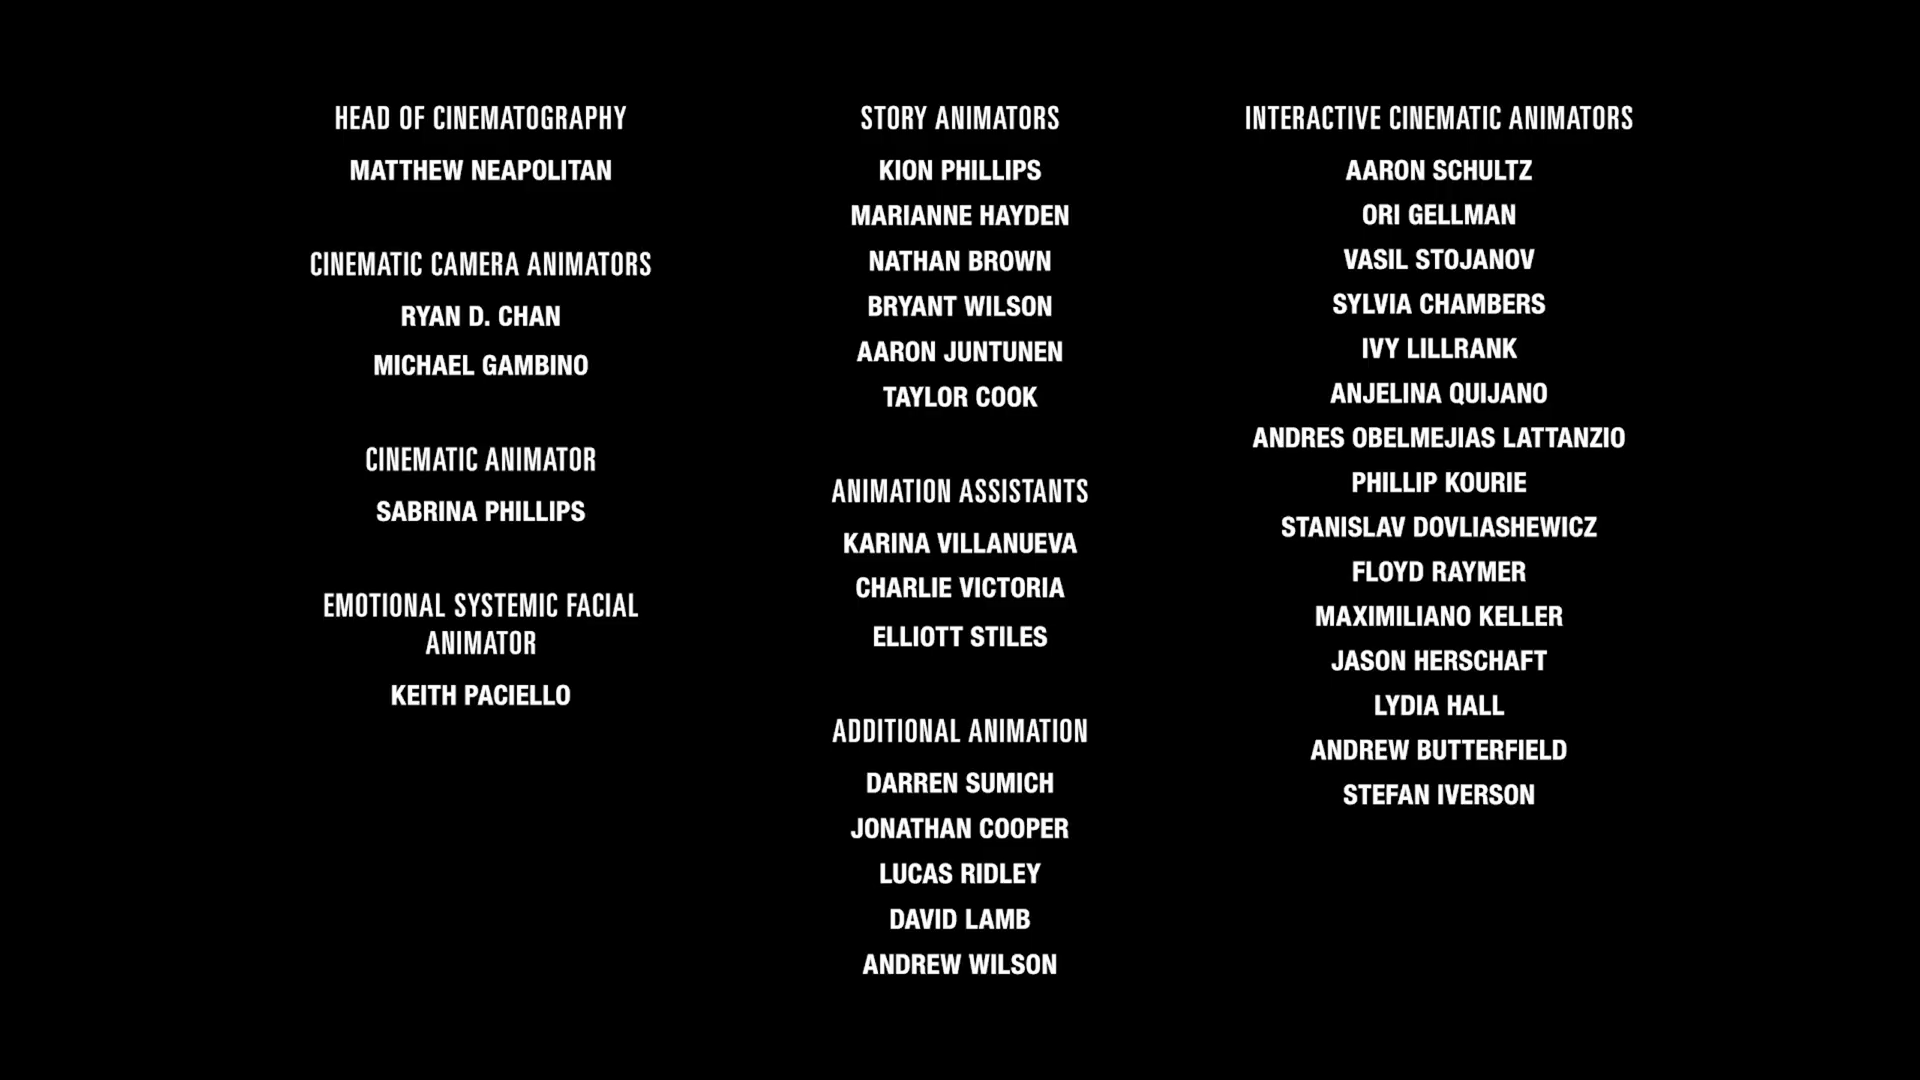 HEAD OF CINEMATOGRAPHY
MATTHEW NEAPOLITAN
CINEMATIC CAMERA ANIMATORS
RYAN D. CHAN
MICHAEL GAMBINO
CINEMATIC ANIMATOR
SABRINA PHILLIPS
EMOTIONAL SYSTEMIC FACIAL
ANIMATOR
KEITH PACIELLO
STORY ANIMATORS
KION PHILLIPS
MARIANNE HAYDEN
NATHAN BROWN
BRYANT WILSON
AARON JUNTUNEN
TAYLOR COOK
ANIMATION ASSISTANTS
KARINA VILLANUEVA
CHARLIE VICTORIA
ELLIOTT STILES
ADDITIONAL ANIMATION
DARREN SUMICH
JONATHAN COOPER
LUCAS RIDLEY
DAVID LAMB
ANDREW WILSON
INTERACTIVE CINEMATIC ANIMATORS
AARON SCHULTZ
ORI GELLMAN
VASIL STOJANOV
SYLVIA CHAMBERS
IVY LILLRANK
ANJELINA QUIJANO
ANDRES OBELMEJIAS LATTANZIO
PHILLIP KOURIE
STANISLAV DOVLIASHEWICZ
FLOYD RAYMER
MAXIMILIANO KELLER
JASON HERSCHAFT
LYDIA HALL
ANDREW BUTTERFIELD
STEFAN IVERSON